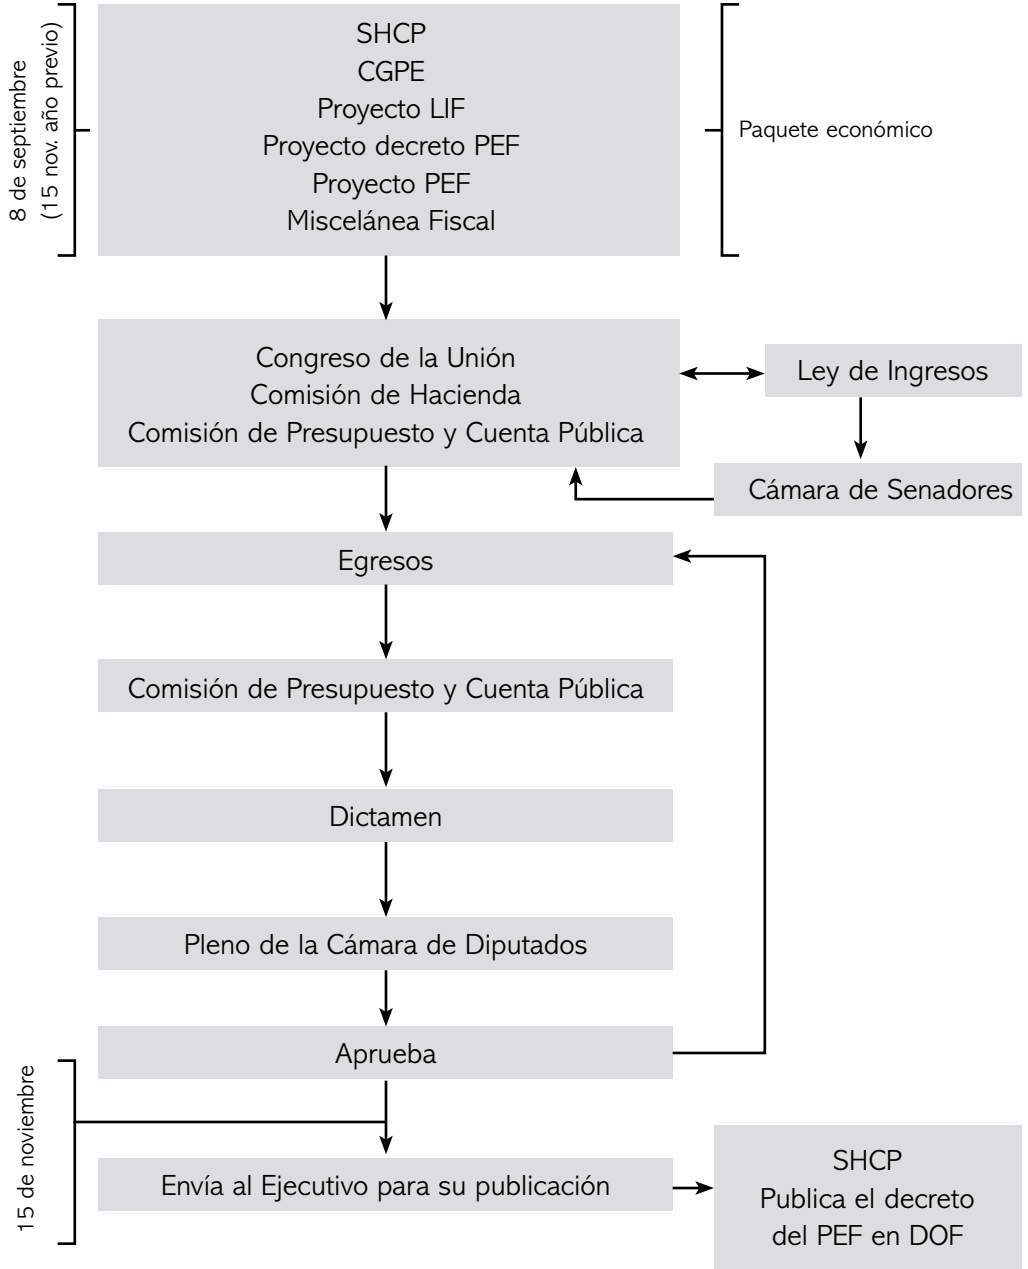 8 de septiembre
(15 nov. año previo)
SHCP
CGPE
Proyecto LIF
Proyecto decreto PEF
Proyecto PEF
Miscelánea Fiscal
Paquete económico
Congreso de la Unión
Comisión de Hacienda
Comisión de Presupuesto y Cuenta Pública
Ley de Ingresos
Cámara de Senadores
Egresos
Comisión de Presupuesto y Cuenta Pública
Dictamen
Pleno de la Cámara de Diputados
Aprueba
15 de noviembre
Envía al Ejecutivo para su publicación
SHCP
Publica el decreto
del PEF en DOF